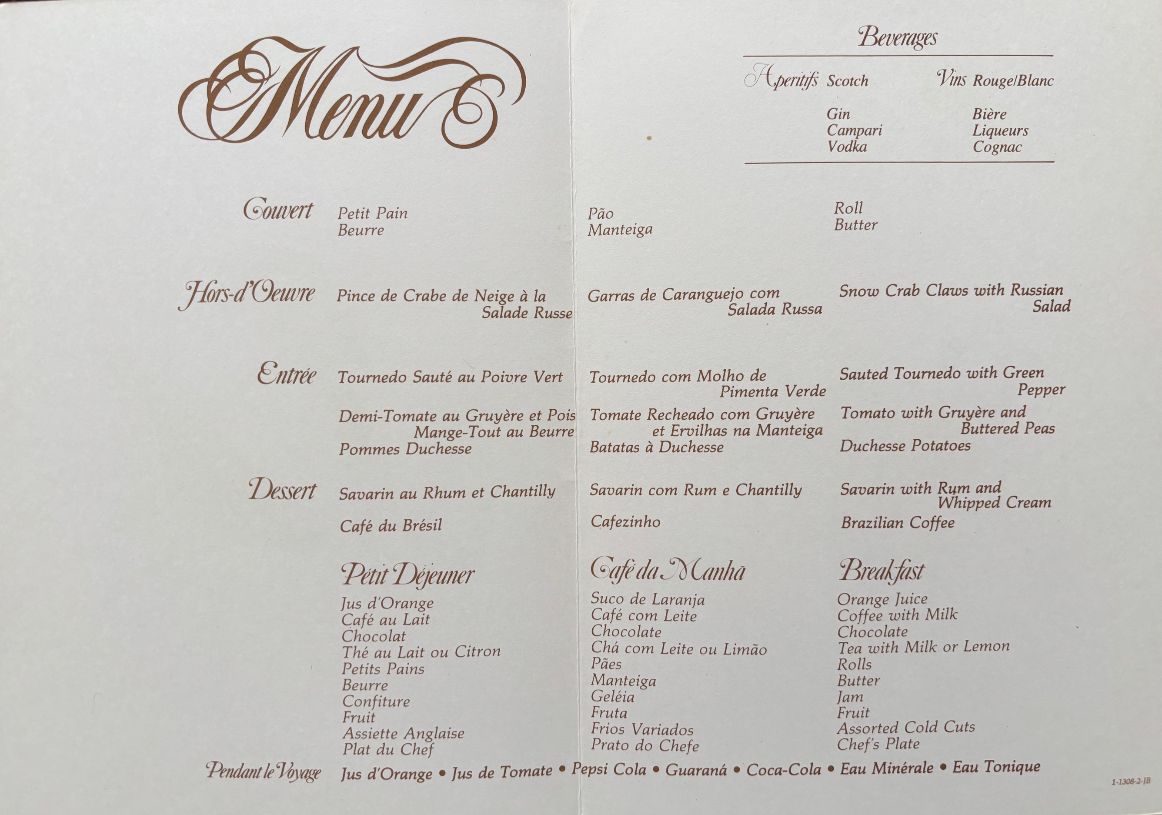 Menu
Beverages
Aperitifs Scotch
Gin
Campari
Vodka
Vins Rouge/Blanc
Bière
Liqueurs
Cognac
Couvert
Petit Pain
Beurre
Pão
Manteiga
Roll
Butter
Hors-d'Oeuvre
Pince de Crabe de Neige à la
Salade Russe
Garras de Caranguejo com
Salada Russa
Snow Crab Claws with Russian
Salad
Entrée
Tournedo Sauté au Poivre Vert
Tournedo com Molho de
Pimenta Verde
Sauted Tournedo with Green
Pepper
Demi-Tomate au Gruyère et Pois
Mange-Tout au Beurre
Pommes Duchesse
Tomate Recheado com Gruyère
et Ervilhas na Manteiga
Batatas à Duchesse
Tomato with Gruyère and
Buttered Peas
Duchesse Potatoes
Dessert
Savarin au Rhum et Chantilly
Savarin com Rum e Chantilly
Savarin with Rum and
Whipped Cream
Café du Brésil
Cafezinho
Brazilian Coffee
Petit Déjeuner
Jus d'Orange
Café au Lait
Chocolat
Thé au Lait ou Citron
Petits Pains
Beurre
Confiture
Fruit
Assiette Anglaise
Plat du Chef
Café da Manhã
Suco de Laranja
Café com Leite
Chocolate
Chá com Leite ou Limão
Pães
Manteiga
Geléia
Fruta
Frios Variados
Prato do Chefe
Breakfast
Orange Juice
Coffee with Milk
Chocolate
Tea with Milk or Lemon
Rolls
Butter
Jam
Fruit
Assorted Cold Cuts
Chef's Plate
Pendant le Voyage
Jus d'Orange • Jus de Tomate • Pepsi Cola • Guaraná • Coca-Cola • Eau Minérale • Eau Tonique
1-1308-2-JB